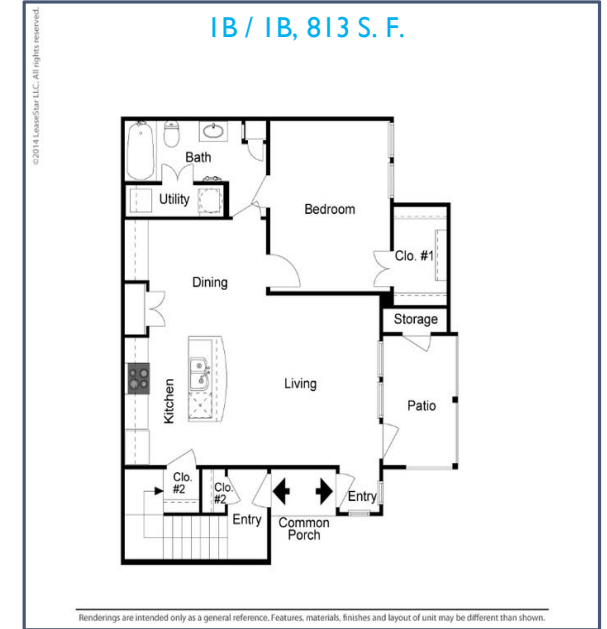 ©2014 LeaseStar LLC. All rights reserved.
1B / 1B, 813 S. F.
Bath
Utility
Bedroom
Clo. #1
Dining
Storage
Living
Patio
Kitchen
Clo.
#2
Clo.
#2
Entry
Entry
Common
Porch
Renderings are intended only as a general reference. Features, materials, finishes and layout of unit may be different than shown.